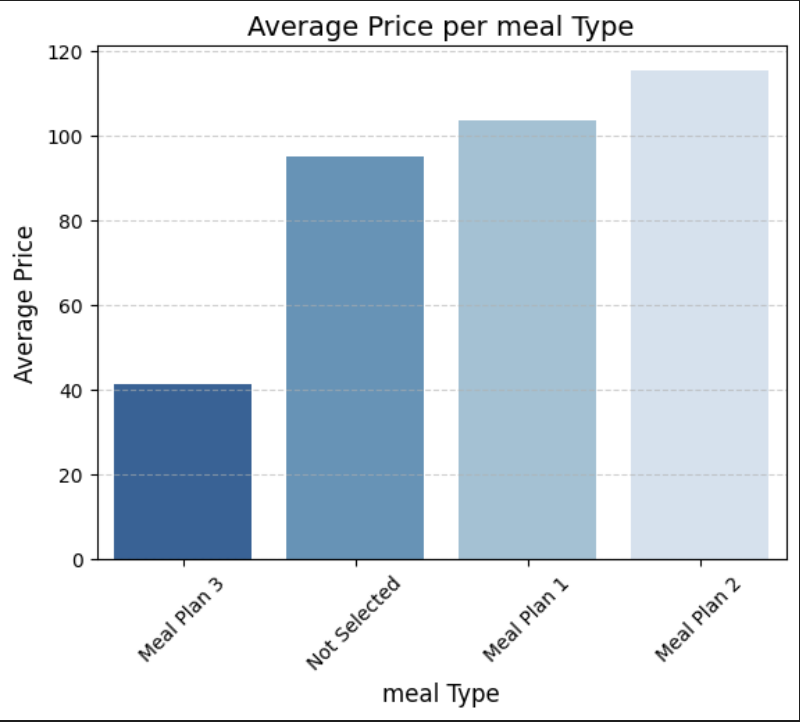 Average Price per meal Type
120
100
80
60
40
20
0
Average Price
Meal Plan 3
Not Selected
Meal Plan 1
Meal Plan 2
meal Type